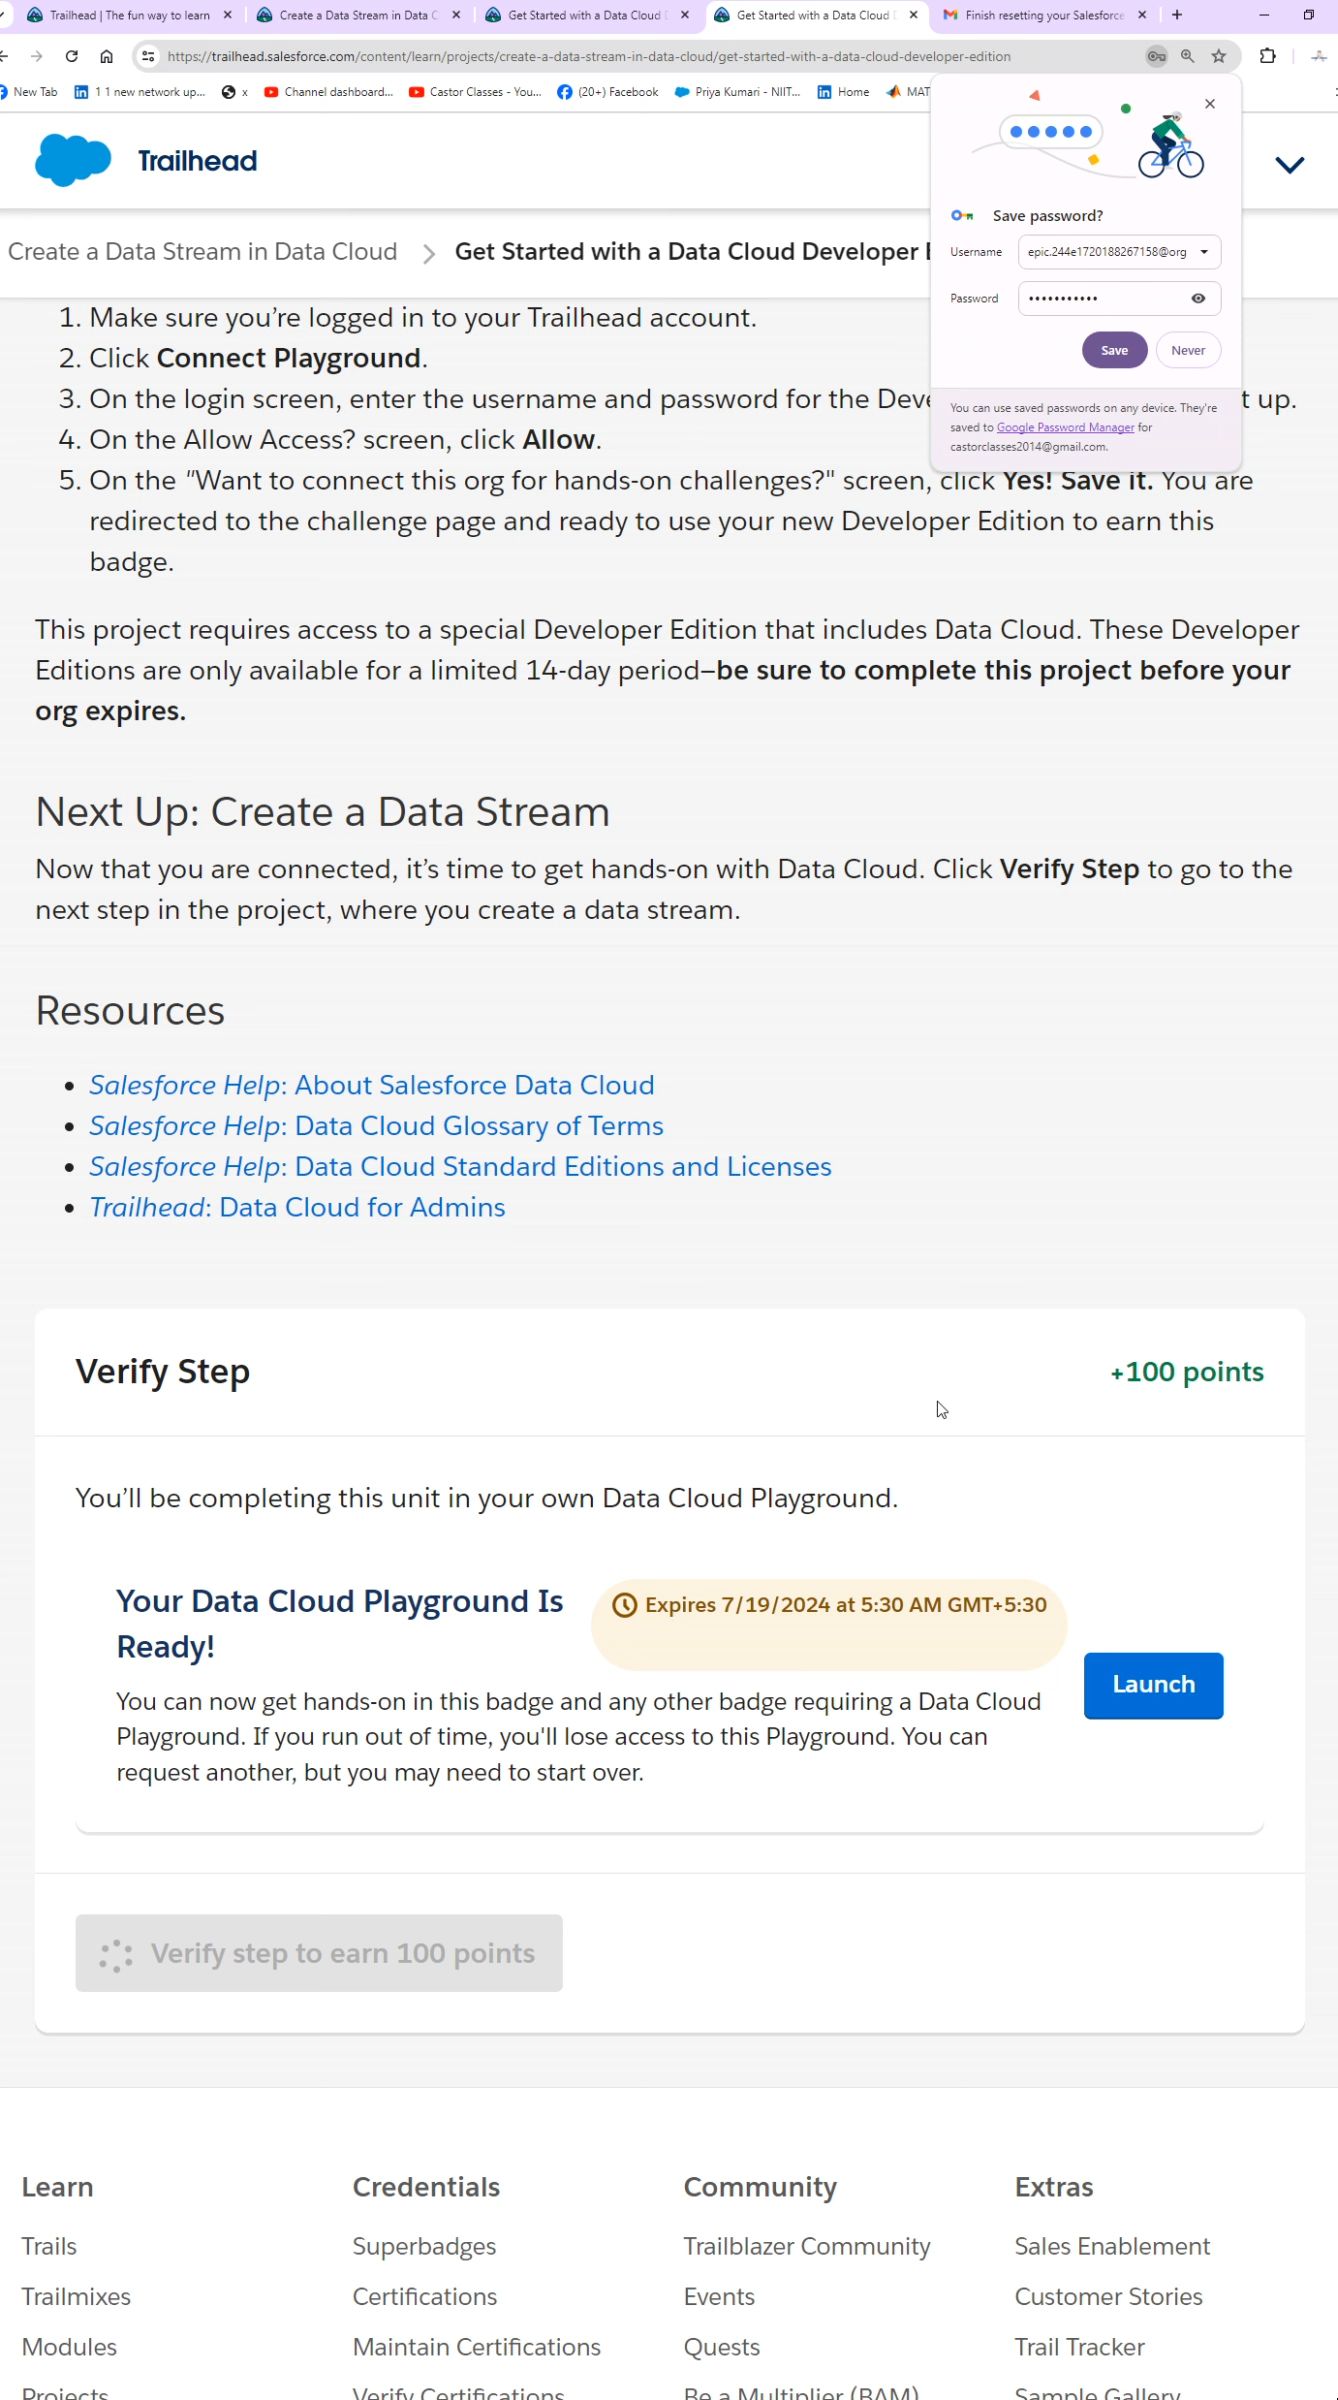 Trailhead | The fun way to learn
Create a Data Stream in Data C
Get Started with a Data Cloud
Get Started with a Data Cloud
Finish resetting your Salesforce
https://trailhead.salesforce.com/content/learn/projects/create-a-data-stream-in-data-cloud/get-started-with-a-data-cloud-developer-edition
New Tab
1 1 new network up...
x
Channel dashboard...
Castor Classes - You...
(20+) Facebook
Priya Kumari - NIIT...
Home
MAT
Trailhead
Save password?
Username
epic.244e1720188267158@org
Password
•••••••••••
Save
Never
You can use saved passwords on any device. They're
saved to Google Password Manager for
castorclasses2014@gmail.com.
Create a Data Stream in Data Cloud > Get Started with a Data Cloud Developer
1. Make sure you’re logged in to your Trailhead account.
2. Click Connect Playground.
3. On the login screen, enter the username and password for the Deve t up.
4. On the Allow Access? screen, click Allow.
5. On the "Want to connect this org for hands-on challenges?" screen, click Yes! Save it. You are
redirected to the challenge page and ready to use your new Developer Edition to earn this
badge.
This project requires access to a special Developer Edition that includes Data Cloud. These Developer
Editions are only available for a limited 14-day period—be sure to complete this project before your
org expires.
Next Up: Create a Data Stream
Now that you are connected, it’s time to get hands-on with Data Cloud. Click Verify Step to go to the
next step in the project, where you create a data stream.
Resources
• Salesforce Help: About Salesforce Data Cloud
• Salesforce Help: Data Cloud Glossary of Terms
• Salesforce Help: Data Cloud Standard Editions and Licenses
• Trailhead: Data Cloud for Admins
Verify Step
+100 points
You’ll be completing this unit in your own Data Cloud Playground.
Your Data Cloud Playground Is
Ready!
Expires 7/19/2024 at 5:30 AM GMT+5:30
You can now get hands-on in this badge and any other badge requiring a Data Cloud
Playground. If you run out of time, you'll lose access to this Playground. You can
request another, but you may need to start over.
Launch
Verify step to earn 100 points
Learn
Credentials
Community
Extras
Trails
Superbadges
Trailblazer Community
Sales Enablement
Trailmixes
Certifications
Events
Customer Stories
Modules
Maintain Certifications
Quests
Trail Tracker
Projects
Verify Certifications
Be a Multiplier (BAM)
Sample Gallery